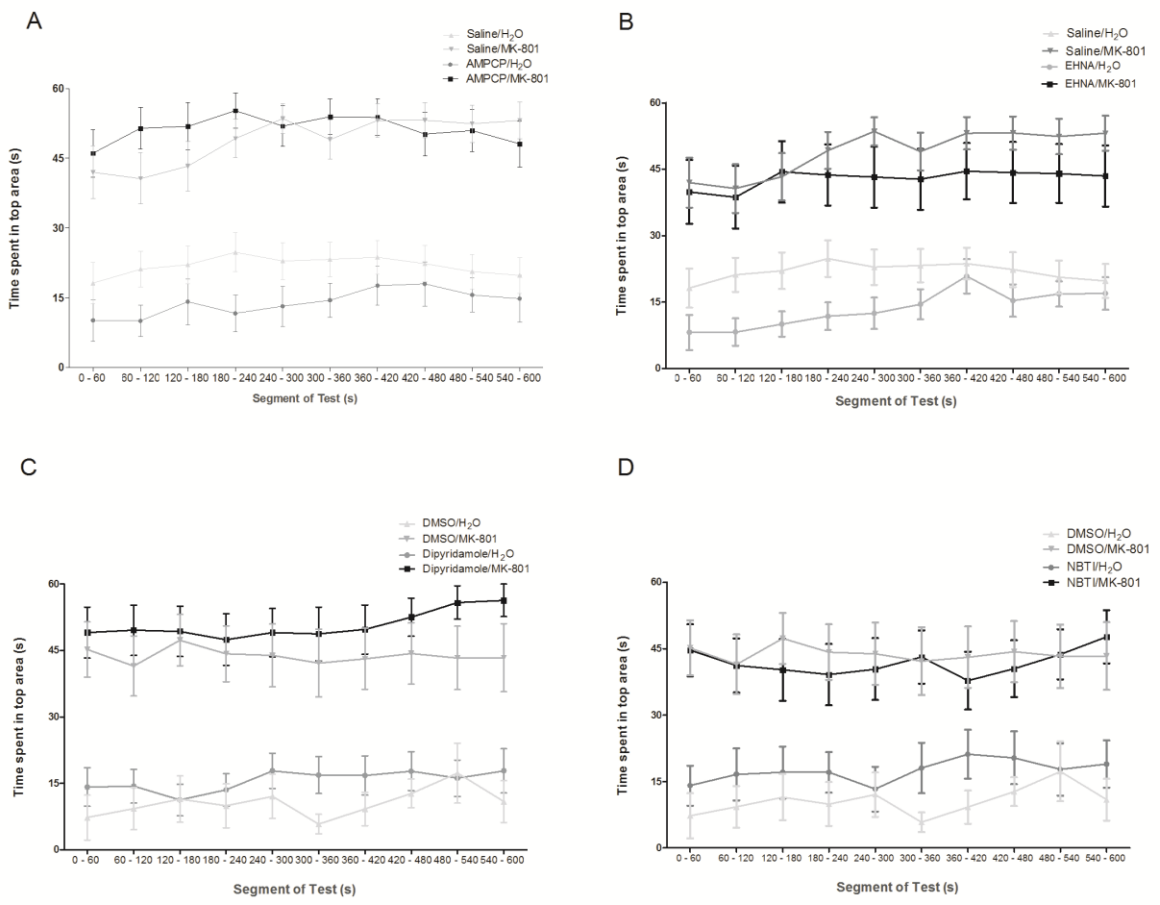 A
Saline/H₂O
Saline/MK-801
AMPCP/H₂O
AMPCP/MK-801
Time spent in top area (s)
60
45
30
15
0
0 - 60 60 - 120 120 - 180 180 - 240 240 - 300 300 - 360 360 - 420 420 - 480 480 - 540 540 - 600
Segment of Test (s)
B
Saline/H₂O
Saline/MK-801
EHNA/H₂O
EHNA/MK-801
Time spent in top area (s)
60
45
30
15
0
0 - 60 60 - 120 120 - 180 180 - 240 240 - 300 300 - 360 360 - 420 420 - 480 480 - 540 540 - 600
Segment of Test (s)
C
DMSO/H₂O
DMSO/MK-801
Dipyridamole/H₂O
Dipyridamole/MK-801
Time spent in top area (s)
60
45
30
15
0
0 - 60 60 - 120 120 - 180 180 - 240 240 - 300 300 - 360 360 - 420 420 - 480 480 - 540 540 - 600
Segment of Test (s)
D
DMSO/H₂O
DMSO/MK-801
NBTI/H₂O
NBTI/MK-801
Time spent in top area (s)
60
45
30
15
0
0 - 60 60 - 120 120 - 180 180 - 240 240 - 300 300 - 360 360 - 420 420 - 480 480 - 540 540 - 600
Segment of Test (s)